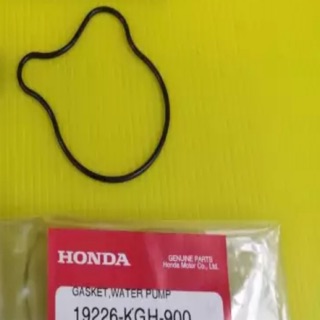 HONDA
GENUINE PARTS
Honda Motor Co., Ltd.
GASKET,WATER PUMP
19226-KGH-900